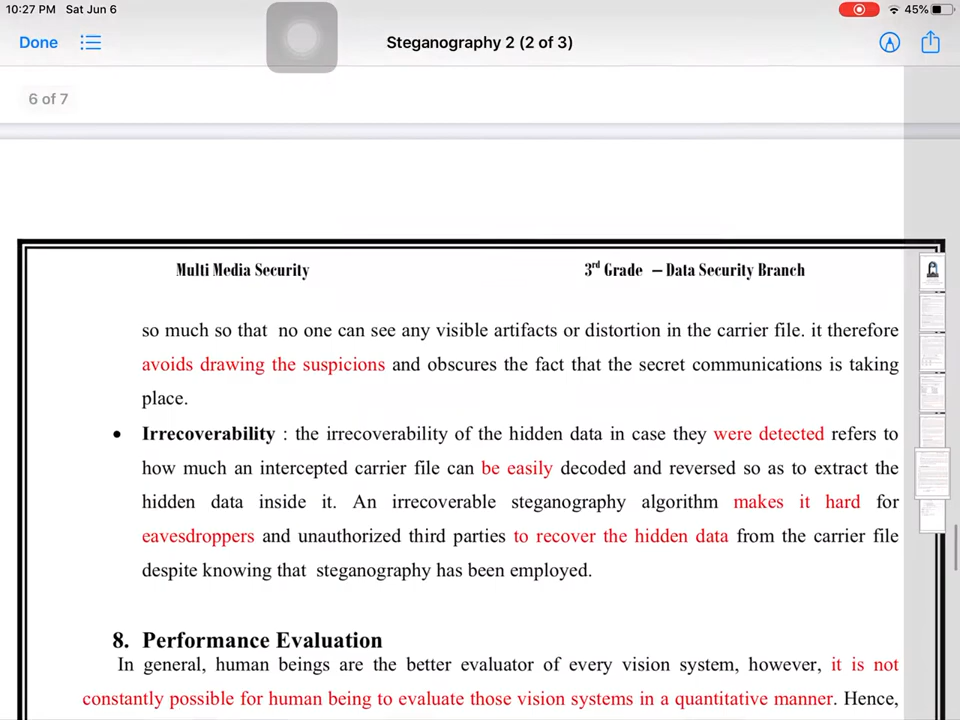 10:27 PM Sat Jun 6 45%
Done Steganography 2 (2 of 3)
6 of 7
Multi Media Security 3rd Grade – Data Security Branch
so much so that no one can see any visible artifacts or distortion in the carrier file. it therefore
avoids drawing the suspicions and obscures the fact that the secret communications is taking
place.
• Irrecoverability : the irrecoverability of the hidden data in case they were detected refers to
how much an intercepted carrier file can be easily decoded and reversed so as to extract the
hidden data inside it. An irrecoverable steganography algorithm makes it hard for
eavesdroppers and unauthorized third parties to recover the hidden data from the carrier file
despite knowing that steganography has been employed.
8. Performance Evaluation
In general, human beings are the better evaluator of every vision system, however, it is not
constantly possible for human being to evaluate those vision systems in a quantitative manner. Hence,